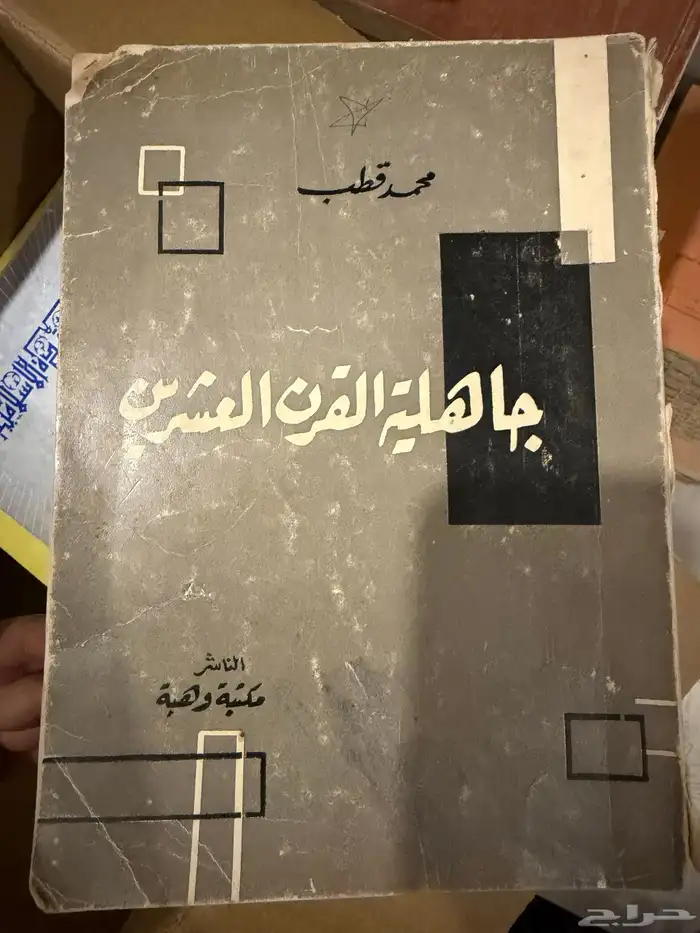 محمد قطب
جاهلية القرن العشرين
الناشر
مكتبة وهبة
حراج